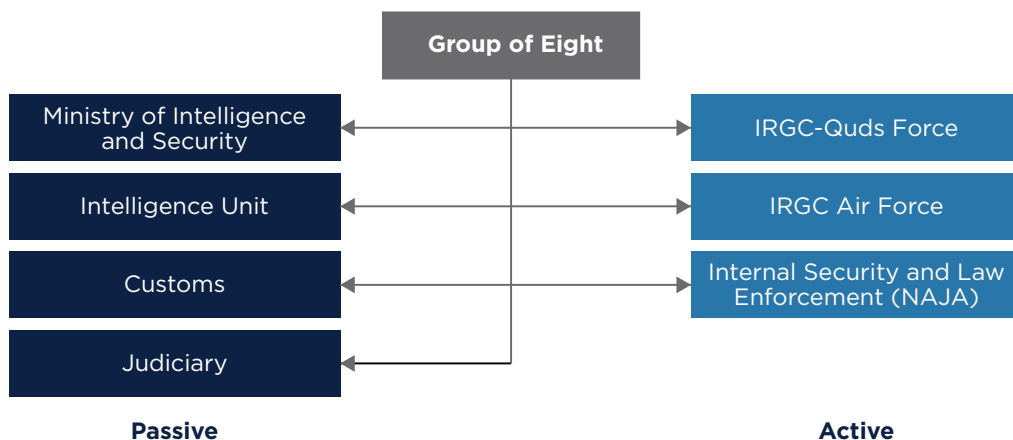 Group of Eight
Ministry of Intelligence
and Security
IRGC-Quds Force
Intelligence Unit
IRGC Air Force
Customs
Internal Security and Law
Enforcement (NAJA)
Judiciary
Passive
Active